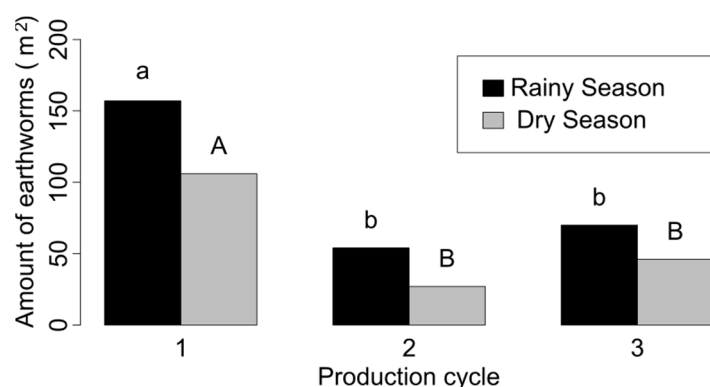 Amount of earthworms ( m²)
200
150
100
50
0
a
A
b
B
b
B
Rainy Season
Dry Season
1 2 3
Production cycle